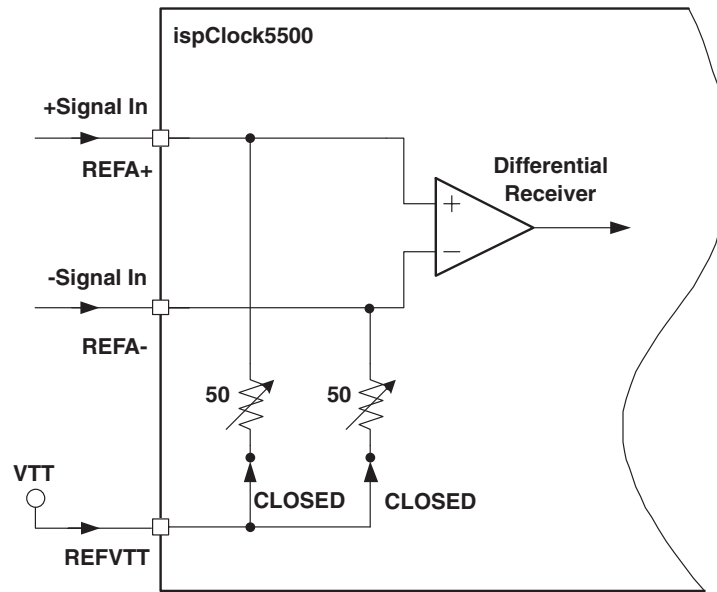 ispClock5500
+Signal In
REFA+
Differential
Receiver
+
−
-Signal In
REFA-
50
50
VTT
CLOSED
CLOSED
REFVTT